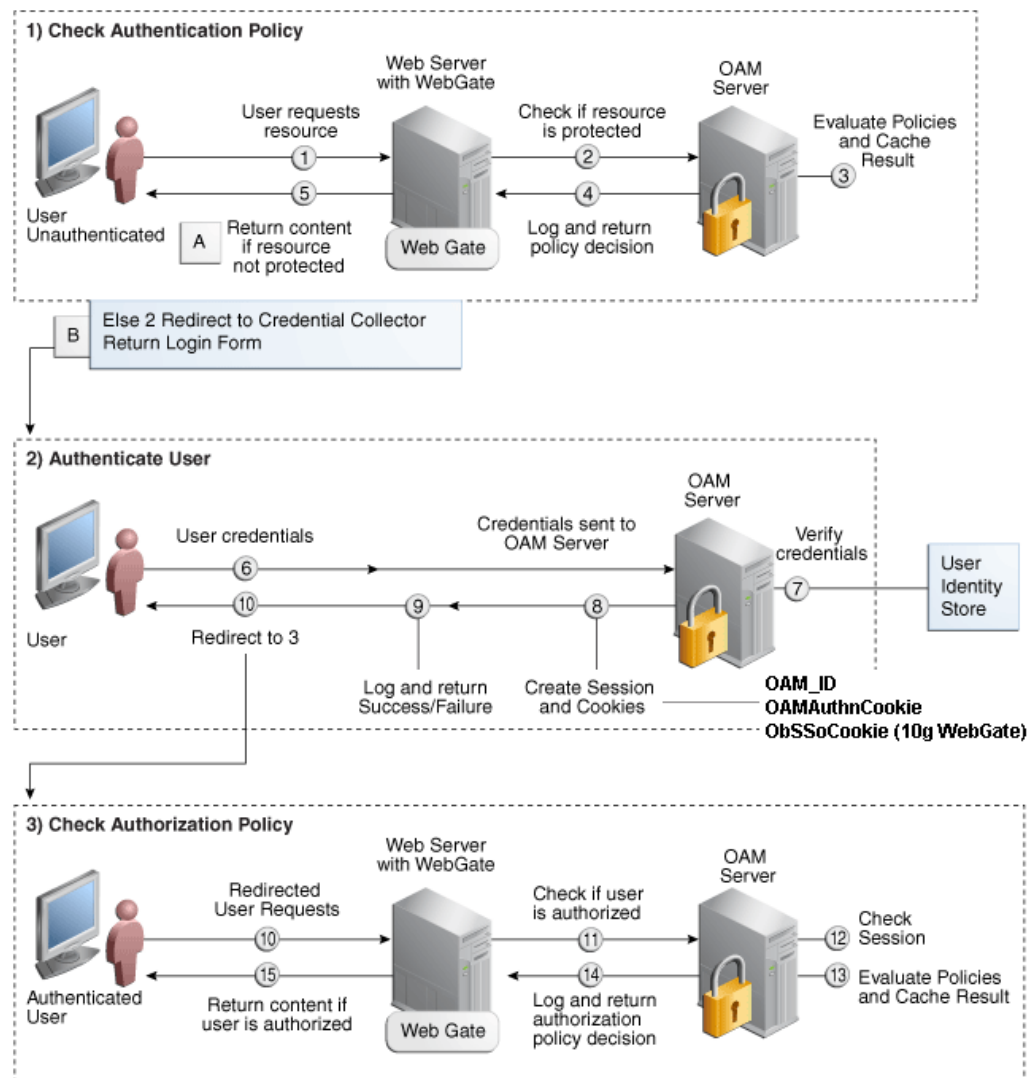 1) Check Authentication Policy
Web Server
with WebGate
OAM
Server
User requests
resource
1
Check if resource
is protected
2
Evaluate Policies
and Cache
Result
3
5
4
User
Unauthenticated
A
Return content
if resource
not protected
Web Gate
Log and return
policy decision
B
Else 2 Redirect to Credential Collector
Return Login Form
2) Authenticate User
OAM
Server
User credentials
6
Credentials sent to
OAM Server
Verify
credentials
7
User
Identity
Store
10
9
8
User
Redirect to 3
Log and return
Success/Failure
Create Session
and Cookies
OAM_ID
OAMAuthnCookie
ObSSoCookie (10g WebGate)
3) Check Authorization Policy
Web Server
with WebGate
OAM
Server
Redirected
User Requests
10
Check if user
is authorized
11
12
Check
Session
15
14
13
Evaluate Policies
and Cache Result
Authenticated
User
Return content if
user is authorized
Web Gate
Log and return
authorization
policy decision